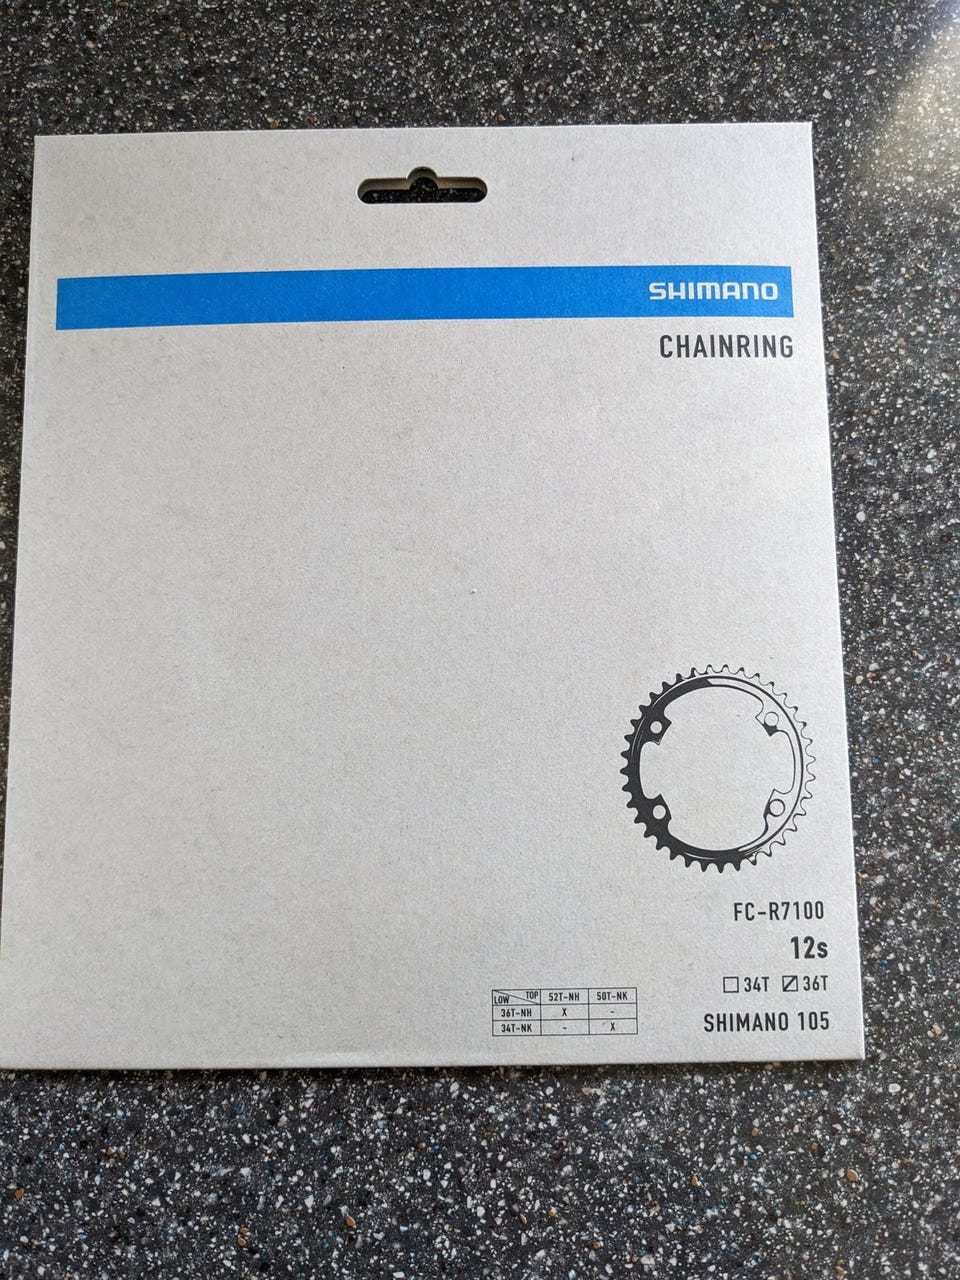 SHIMANO
CHAINRING
FC-R7100
12s
34T 36T
LOW TOP 52T-NH 50T-NK
36T-NH X -
34T-NK - X
SHIMANO 105